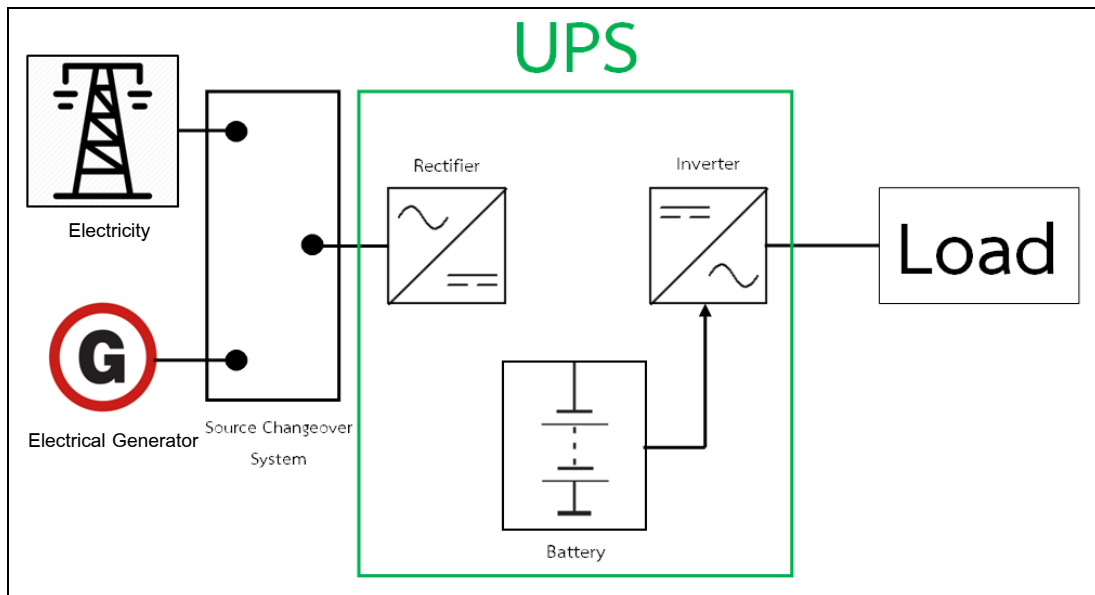 UPS
Electricity
Rectifier
Inverter
Load
G
Electrical Generator
Source Changeover
System
Battery